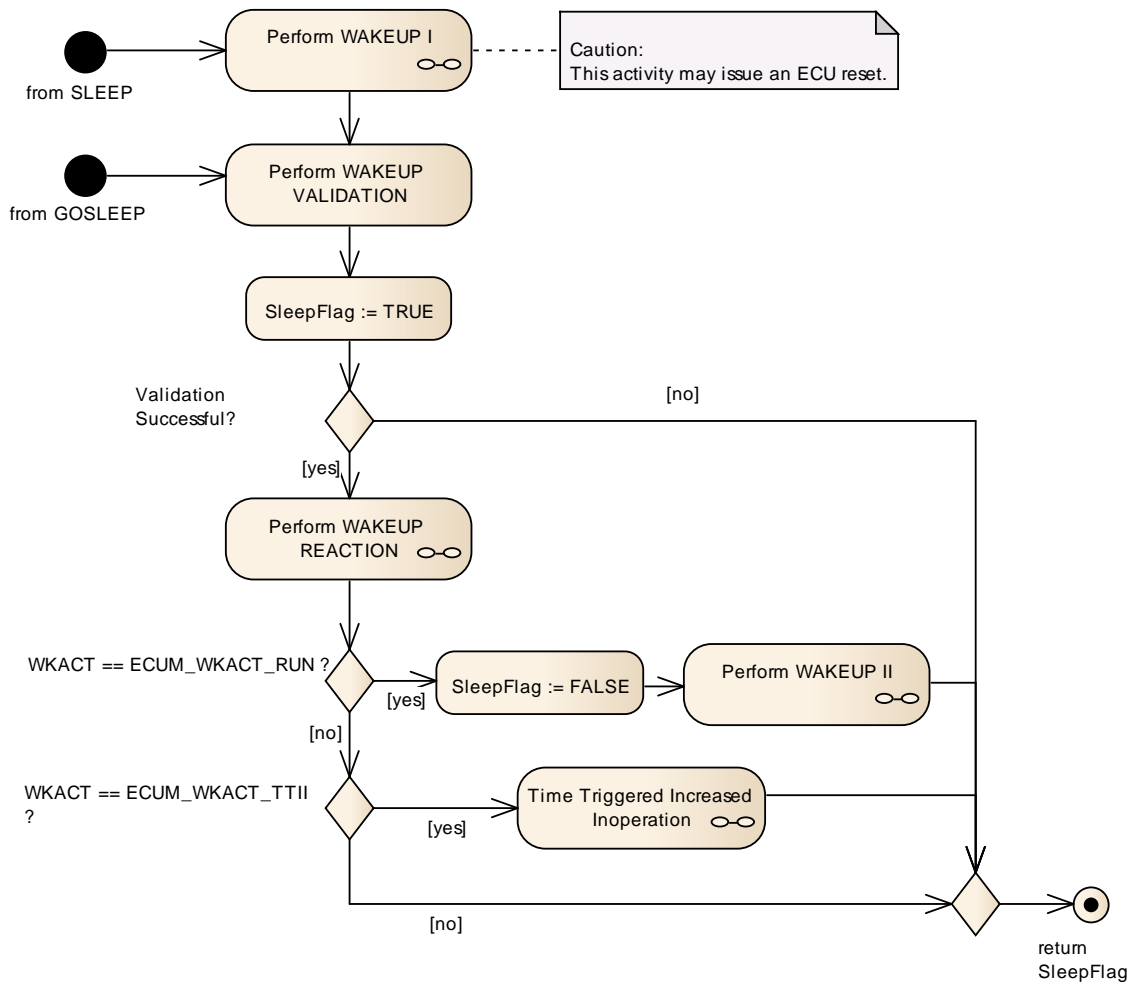 Perform WAKEUP I
Caution:
This activity may issue an ECU reset.
from SLEEP
Perform WAKEUP
VALIDATION
from GOSLEEP
SleepFlag := TRUE
Validation
Successful?
[no]
[yes]
Perform WAKEUP
REACTION
WKACT == ECUM_WKACT_RUN ?
[yes]
SleepFlag := FALSE
Perform WAKEUP II
[no]
WKACT == ECUM_WKACT_TTII
?
[yes]
Time Triggered Increased
Inoperation
[no]
return
SleepFlag